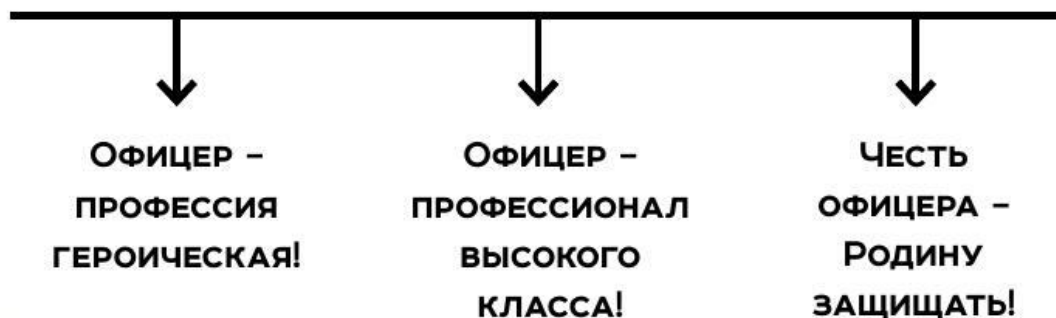 Офицер –
профессия
героическая!
Офицер –
профессионал
высокого
класса!
Честь
офицера –
Родину
защищать!